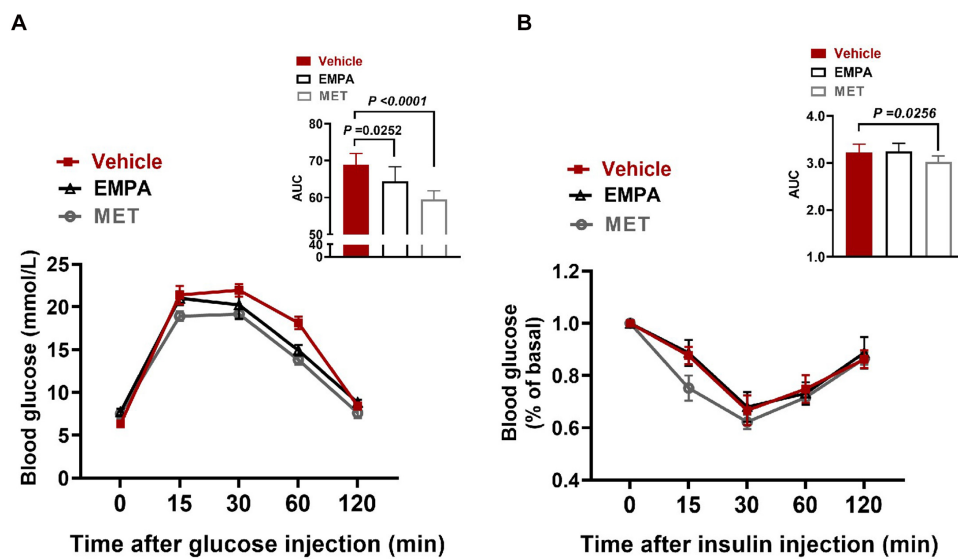 A
Vehicle
EMPA
MET
P <0.0001
P =0.0252
80
70
60
50
40
0
AUC
Vehicle
EMPA
MET
25
20
15
10
5
0
Blood glucose (mmol/L)
0 15 30 60 120
Time after glucose injection (min)
B
Vehicle
EMPA
MET
P =0.0256
4.0
3.0
2.0
1.0
AUC
Vehicle
EMPA
MET
1.2
1.0
0.8
0.6
0.4
Blood glucose
(% of basal)
0 15 30 60 120
Time after insulin injection (min)